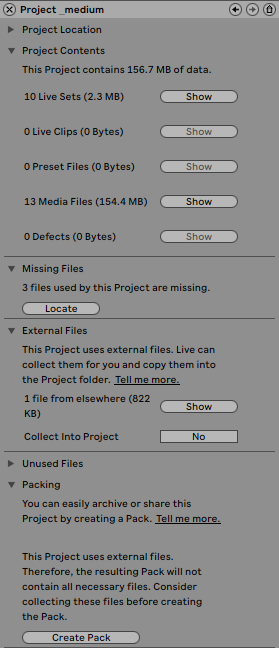 Project _medium
Project Location
Project Contents
This Project contains 156.7 MB of data.
10 Live Sets (2.3 MB) Show
0 Live Clips (0 Bytes) Show
0 Preset Files (0 Bytes) Show
13 Media Files (154.4 MB) Show
0 Defects (0 Bytes) Show
Missing Files
3 files used by this Project are missing.
Locate
External Files
This Project uses external files. Live can
collect them for you and copy them into
the Project folder. Tell me more.
1 file from elsewhere (822
KB) Show
Collect Into Project No
Unused Files
Packing
You can easily archive or share this
Project by creating a Pack. Tell me more.
This Project uses external files.
Therefore, the resulting Pack will not
contain all necessary files. Consider
collecting these files before creating
the Pack.
Create Pack